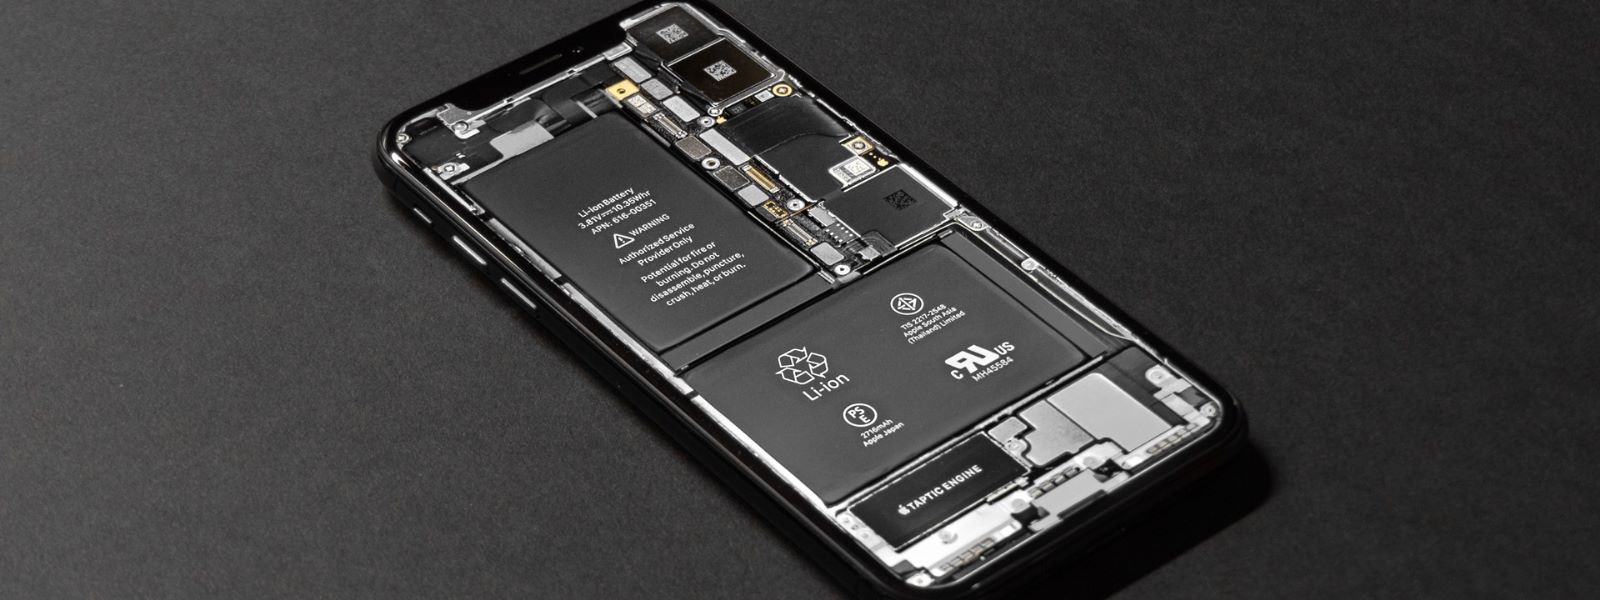 Li-ion Battery
3.81V⎓10.35Whr
APN: 616-00351
WARNING
Authorized Service
Provider Only
Potential for fire or
burning. Do not
disassemble, puncture,
crush, heat, or burn.
TIS 2217-2548
Apple South Asia
(Thailand) Limited
Li-ion
c RU US
MH45584
PS
E
2716mAh
Apple Japan
TAPTIC ENGINE